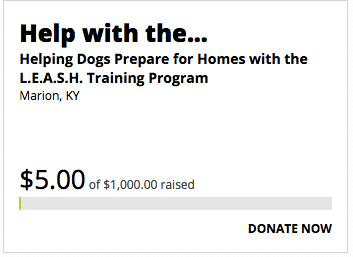 Help with the...
Helping Dogs Prepare for Homes with the
L.E.A.S.H. Training Program
Marion, KY
$5.00 of $1,000.00 raised
DONATE NOW